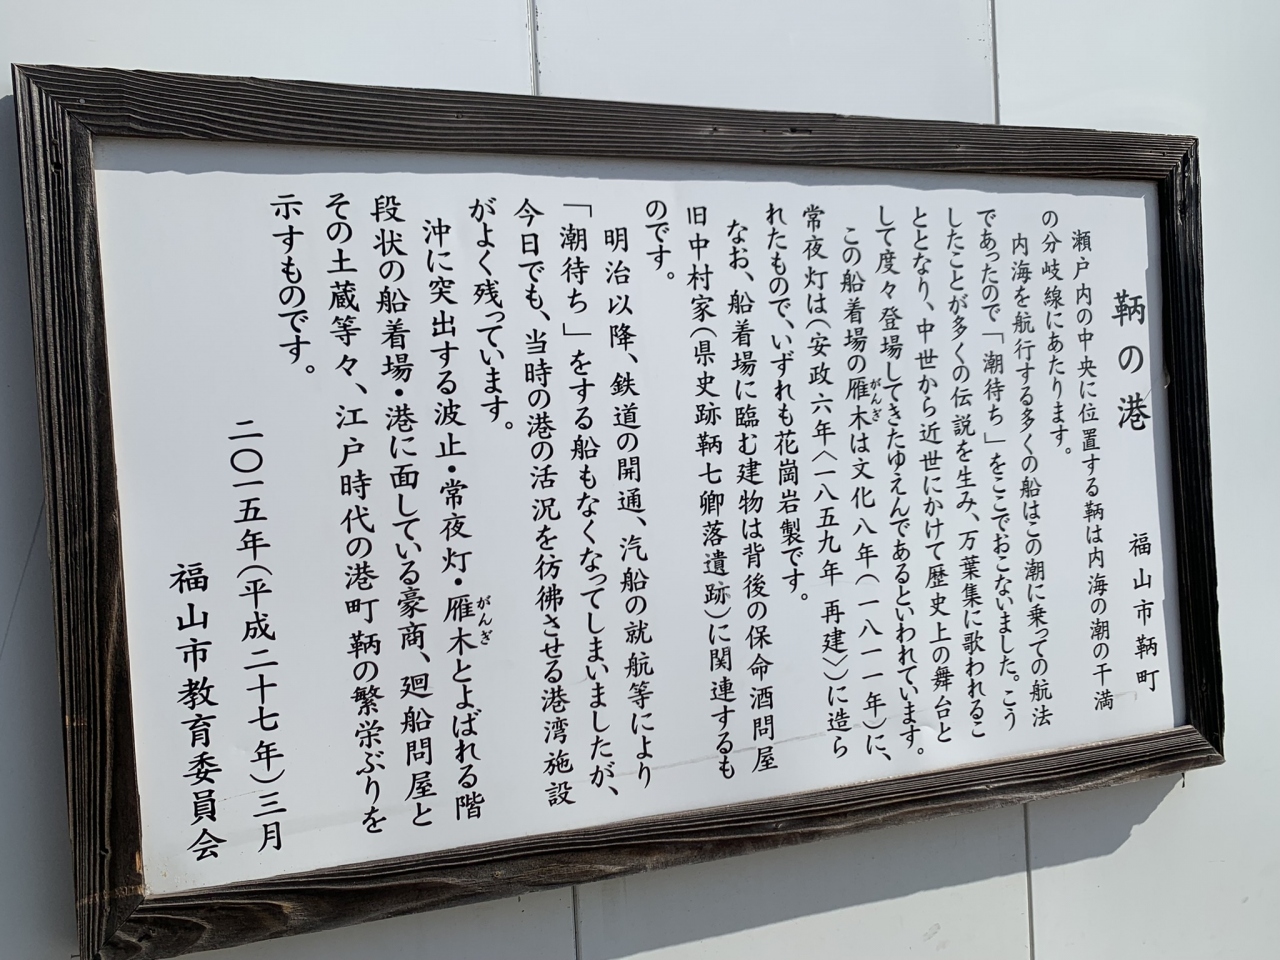 鞆の港
福山市鞆町
瀬戸内の中央に位置する鞆は内海の潮の干満
の分岐線にあたります。
内海を航行する多くの船はこの潮に乗っての航法
であったので「潮待ち」をここでおこないました。こう
したことが多くの伝説を生み、万葉集に歌われるこ
ととなり、中世から近世にかけて歴史上の舞台と
して度々登場してきたゆえんであるといわれています。
この船着場の雁木(がんぎ)は文化八年(一八一一年)に、
常夜灯は(安政六年〈一八五九年 再建〉)に造ら
れたもので、いずれも花崗岩製です。
なお、船着場に臨む建物は背後の保命酒問屋
旧中村家(県史跡鞆七卿落遺跡)に関連するも
のです。
明治以降、鉄道の開通、汽船の就航等により
「潮待ち」をする船もなくなってしまいましたが、
今日でも、当時の港の活況を彷彿させる港湾施設
がよく残っています。
沖に突出する波止・常夜灯・雁木(がんぎ)とよばれる階
段状の船着場・港に面している豪商、廻船問屋と
その土蔵等々、江戸時代の港町 鞆の繁栄ぶりを
示すものです。
二〇一五年(平成二十七年)三月
福山市教育委員会